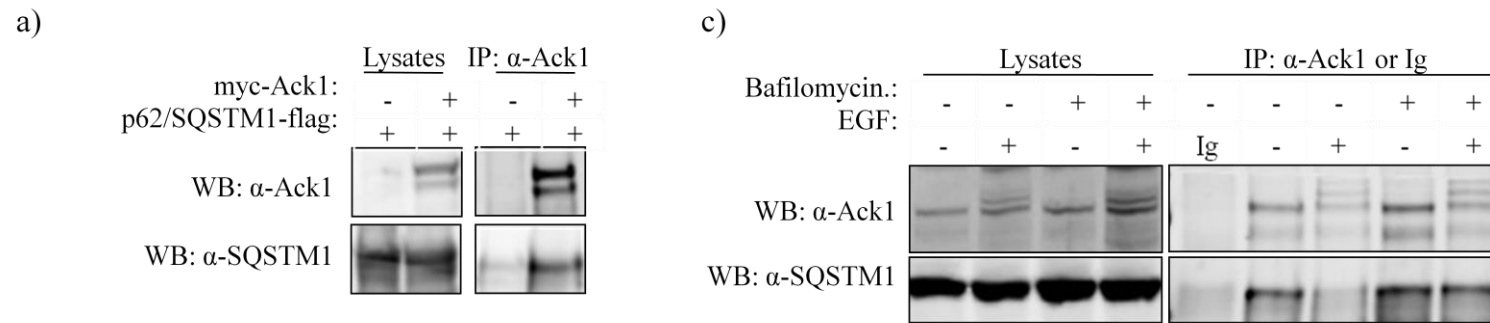 a)
Lysates IP: α-Ack1
myc-Ack1: - + - +
p62/SQSTM1-flag: + + + +
WB: α-Ack1
WB: α-SQSTM1
c)
Lysates IP: α-Ack1 or Ig
Bafilomycin.: - - + + - - - + +
EGF: - + - + Ig - + - +
WB: α-Ack1
WB: α-SQSTM1